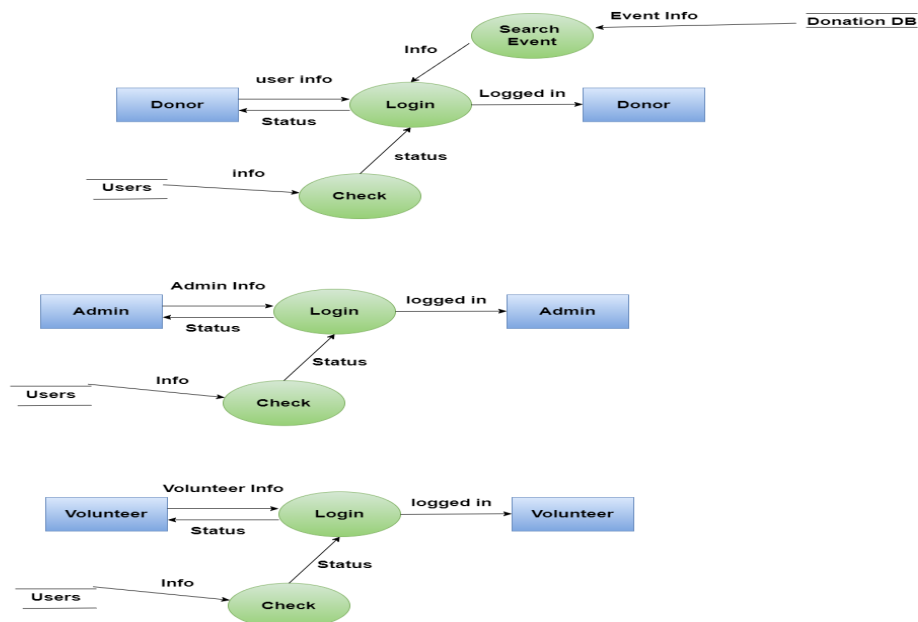 Event Info
Donation DB
Search
Event
Info
user info
Donor
Login
Logged in
Donor
Status
status
info
Users
Check
Admin Info
Admin
Login
logged in
Admin
Status
Status
Info
Users
Check
Volunteer Info
Volunteer
Login
logged in
Volunteer
Status
Status
Info
Users
Check